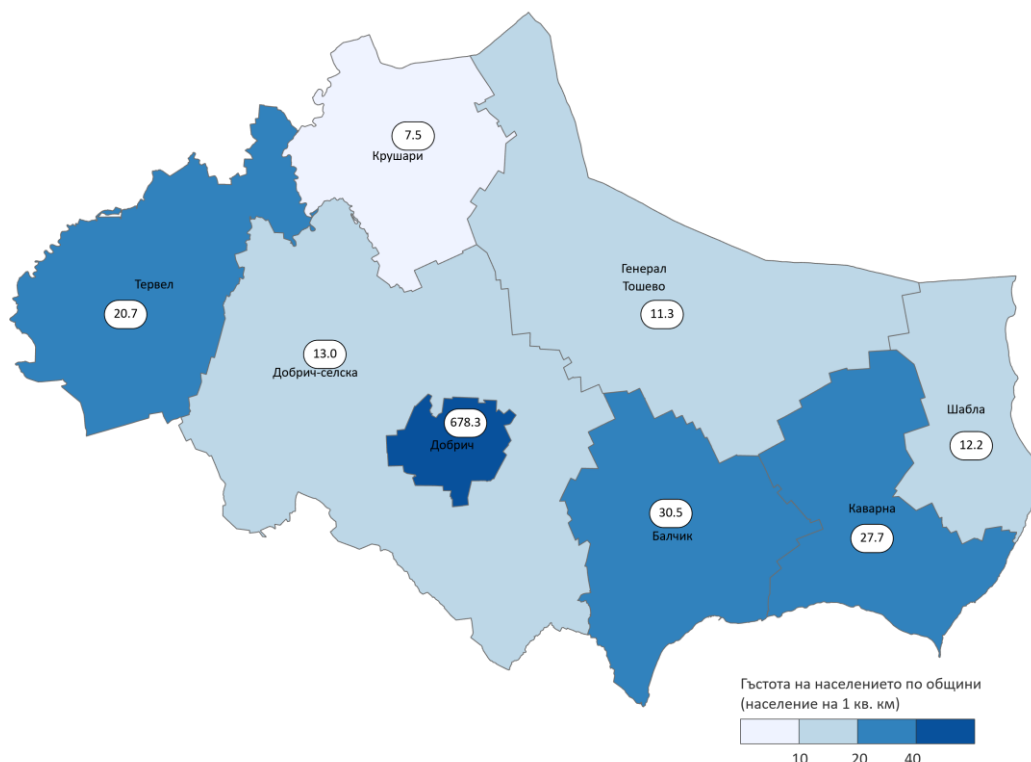 7.5
Крушари
Тервел
20.7
Генерал
Тошево
11.3
13.0
Добрич-селска
678.3
Добрич
Шабла
12.2
30.5
Балчик
Каварна
27.7
Гъстота на населението по общини
(население на 1 кв. км)
10 20 40